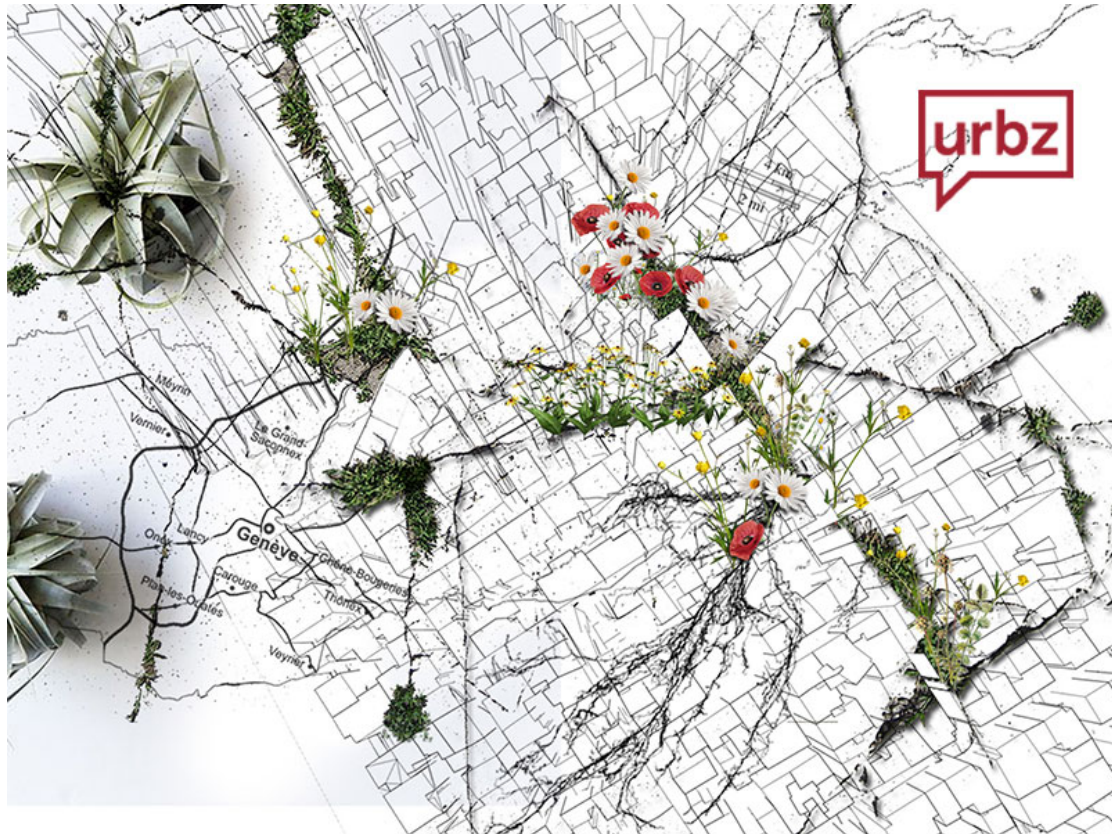 urbz
km
2 mi
Meyrin
Vernier
Le Grand-
Saconnex
Lancy
Onex
Genève
Chêne-Bougeries
Carouge
Plan-les-Ouates
Thônex
Veyrier